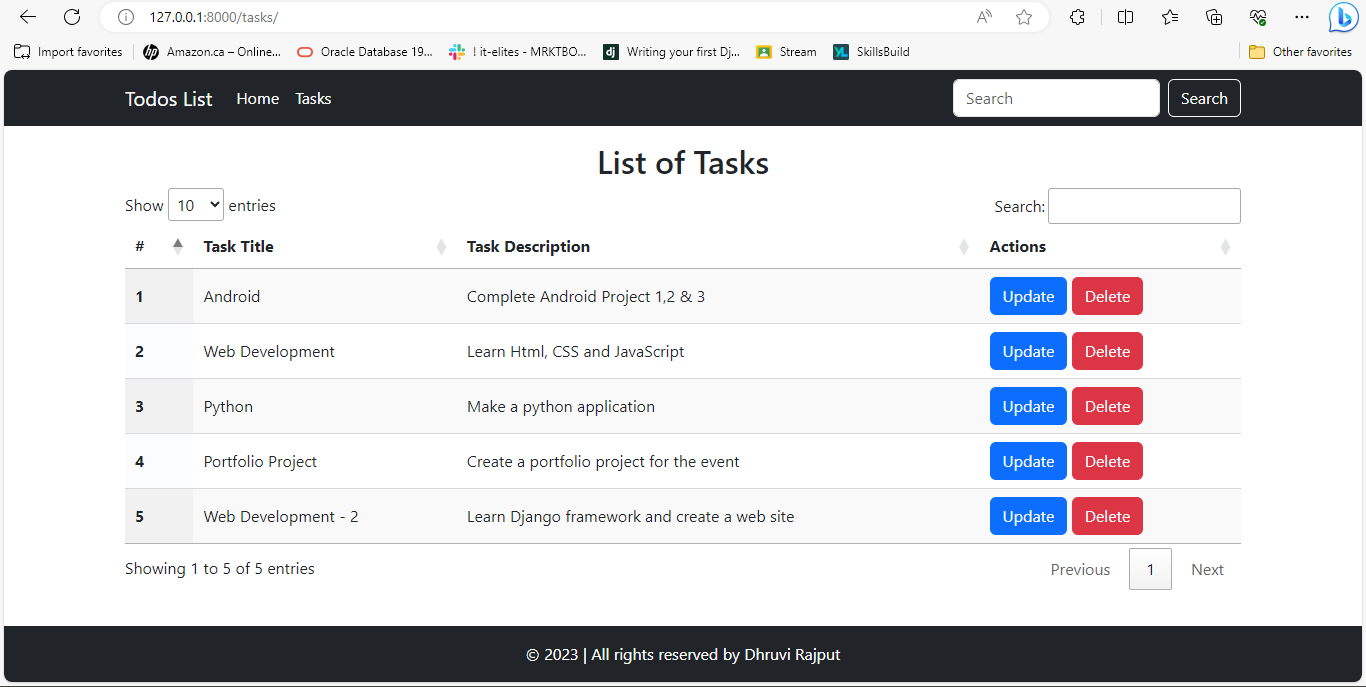 127.0.0.1:8000/tasks/
Import favorites hp Amazon.ca – Online... Oracle Database 19... ! it-elites - MRKTBO... dj Writing your first Dj... Stream SkillsBuild Other favorites
Todos List Home Tasks Search Search
List of Tasks
Show 10 entries Search:
# Task Title Task Description Actions
1 Android Complete Android Project 1,2 & 3 Update Delete
2 Web Development Learn Html, CSS and JavaScript Update Delete
3 Python Make a python application Update Delete
4 Portfolio Project Create a portfolio project for the event Update Delete
5 Web Development - 2 Learn Django framework and create a web site Update Delete
Showing 1 to 5 of 5 entries Previous 1 Next
© 2023 | All rights reserved by Dhruvi Rajput